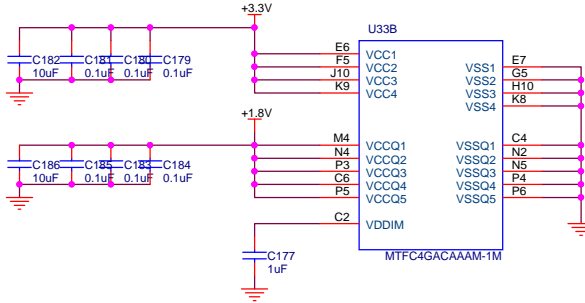 +3.3V
U33B
C182
C181
C180
C179
10uF
0.1uF
0.1uF
0.1uF
E6
VCC1
F5
VCC2
J10
VCC3
K9
VCC4
VSS1
E7
VSS2
G5
VSS3
H10
VSS4
K8
+1.8V
C186
C185
C183
C184
10uF
0.1uF
0.1uF
0.1uF
M4
VCCQ1
N4
VCCQ2
P3
VCCQ3
C6
VCCQ4
P5
VCCQ5
VSSQ1
C4
VSSQ2
N2
VSSQ3
N5
VSSQ4
P4
VSSQ5
P6
C2
VDDIM
C177
1uF
MTFC4GACAAAM-1M